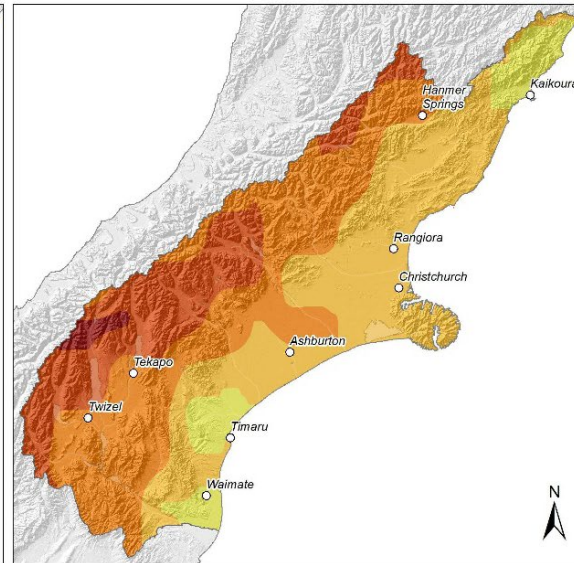 Kaikoura
Hanmer
Springs
Rangiora
Christchurch
Ashburton
Tekapo
Twizel
Timaru
Waimate
N